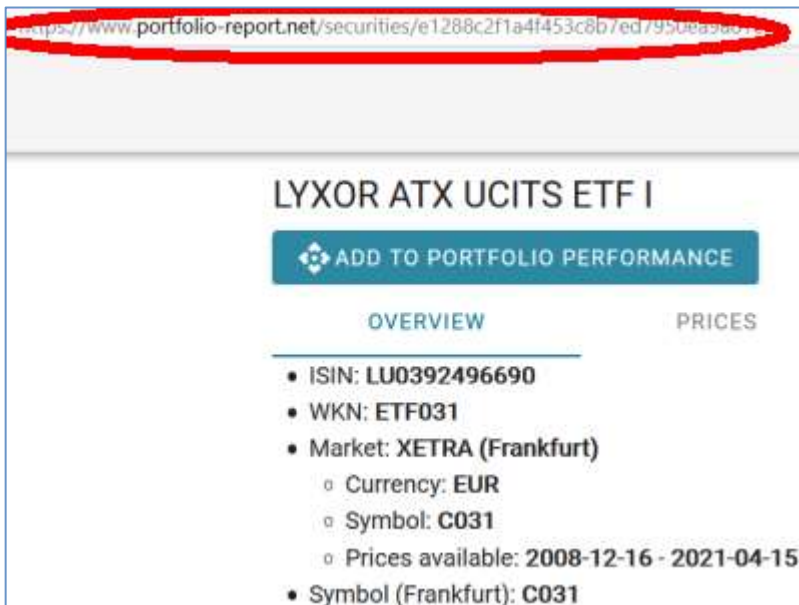 https://www.portfolio-report.net/securities/e1288c2f1a4f453c8b7ed7950ea9a61
LYXOR ATX UCITS ETF I
ADD TO PORTFOLIO PERFORMANCE
OVERVIEW PRICES
• ISIN: LU0392496690
• WKN: ETF031
• Market: XETRA (Frankfurt)
○ Currency: EUR
○ Symbol: C031
○ Prices available: 2008-12-16 - 2021-04-15
• Symbol (Frankfurt): C031